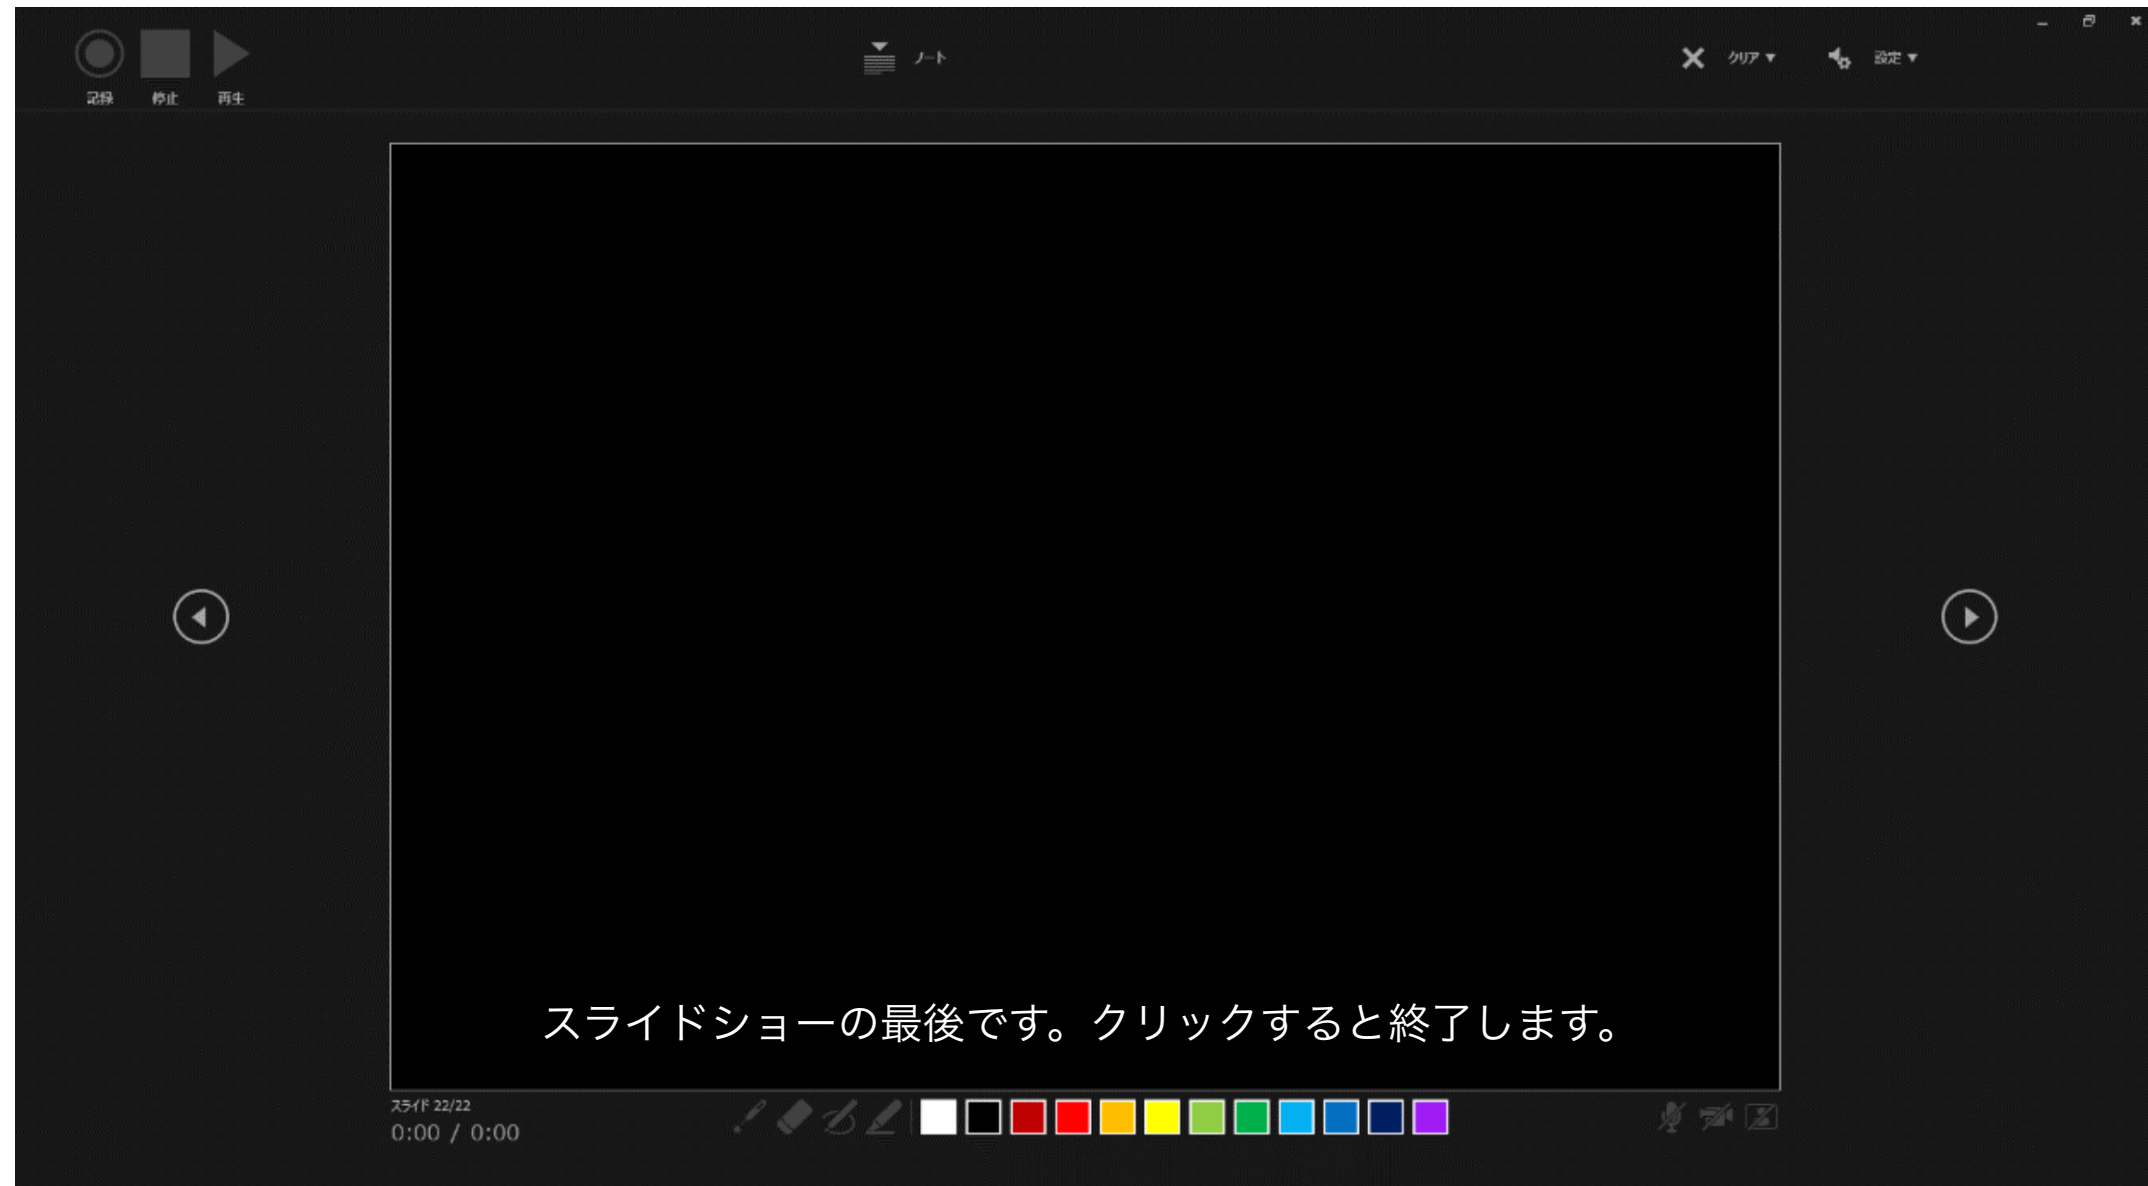 ノート
クリア
設定
記録
停止
再生
スライドショーの最後です。クリックすると終了します。
スライド 22/22
0:00 / 0:00